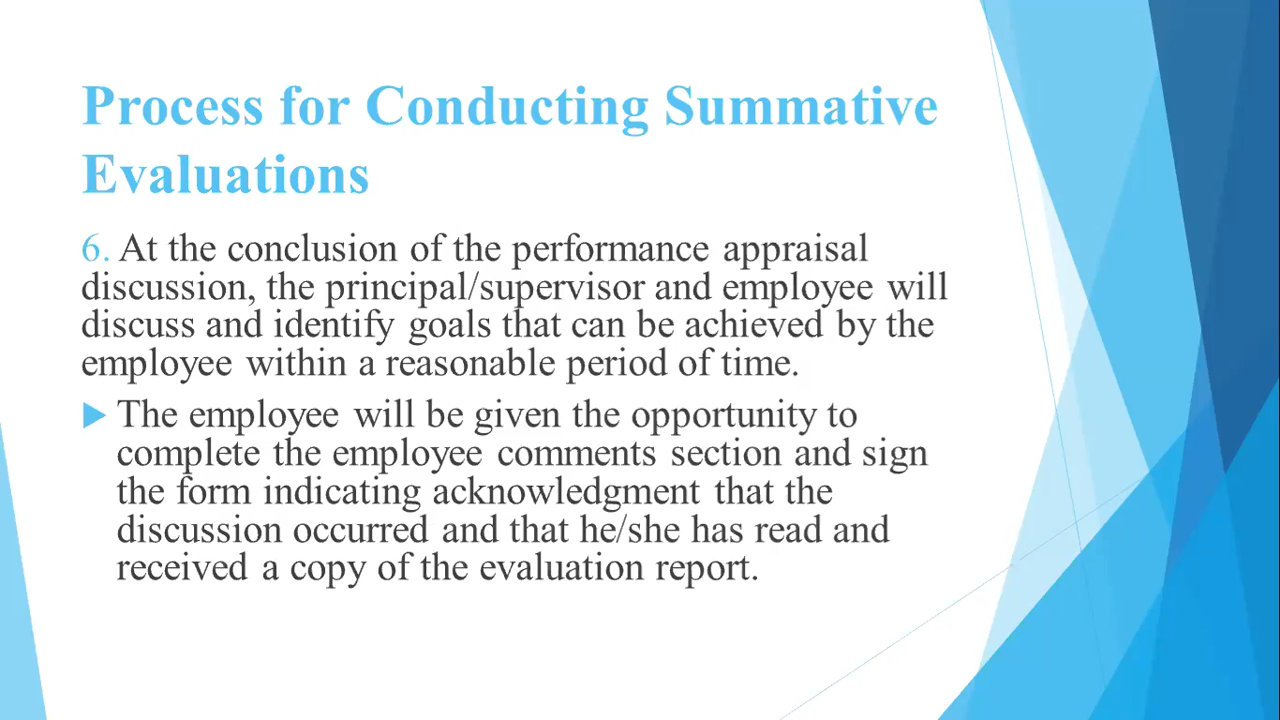 Process for Conducting Summative
Evaluations
6. At the conclusion of the performance appraisal
discussion, the principal/supervisor and employee will
discuss and identify goals that can be achieved by the
employee within a reasonable period of time.
The employee will be given the opportunity to
complete the employee comments section and sign
the form indicating acknowledgment that the
discussion occurred and that he/she has read and
received a copy of the evaluation report.